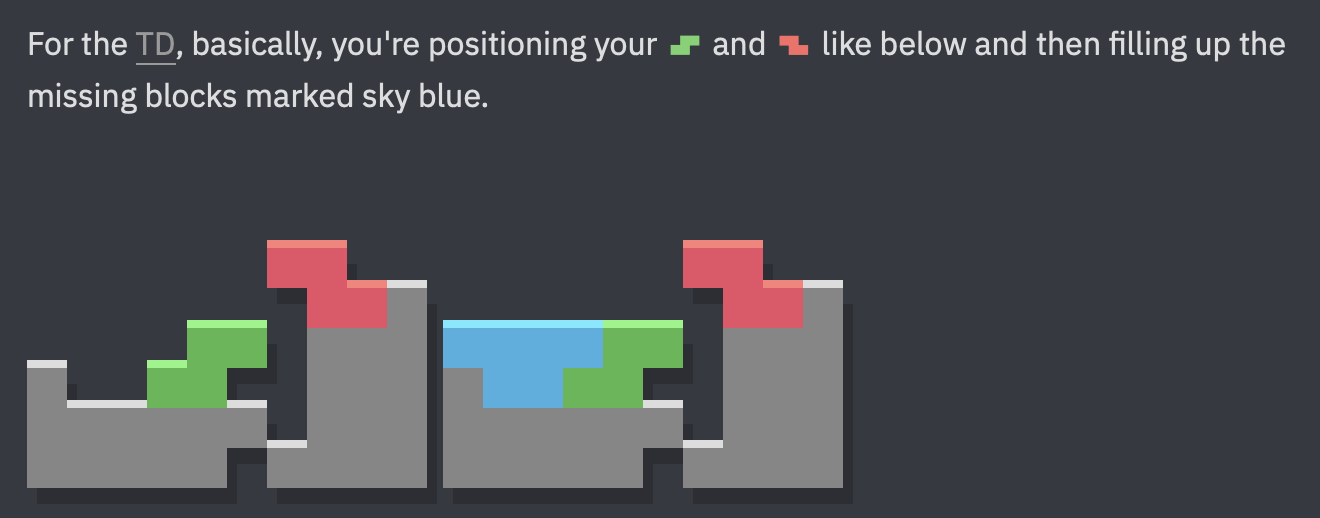 For the TD, basically, you're positioning your and like below and then filling up the
missing blocks marked sky blue.